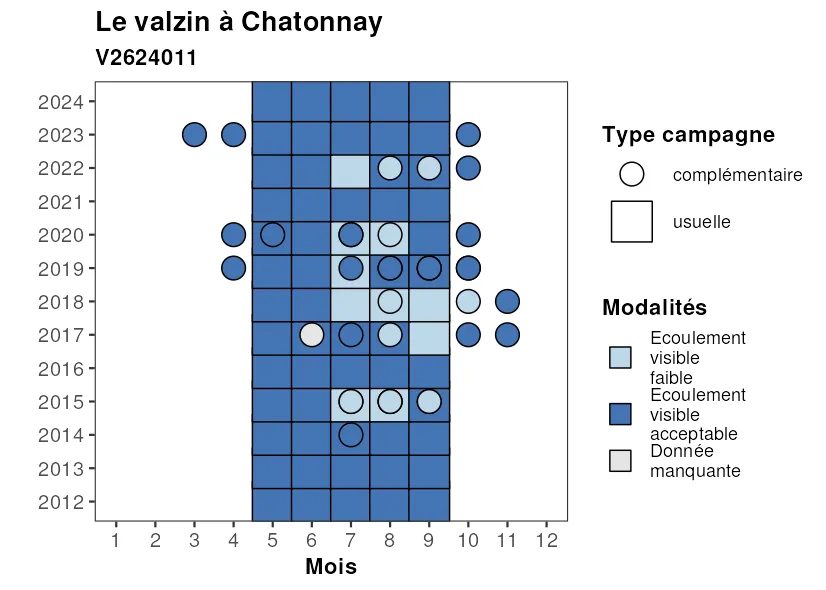 Le valzin à Chatonnay
V2624011
2024
2023
2022
2021
2020
2019
2018
2017
2016
2015
2014
2013
2012
1 2 3 4 5 6 7 8 9 10 11 12
Mois
Type campagne
complémentaire
usuelle
Modalités
Ecoulement
visible
faible
Ecoulement
visible
acceptable
Donnée
manquante